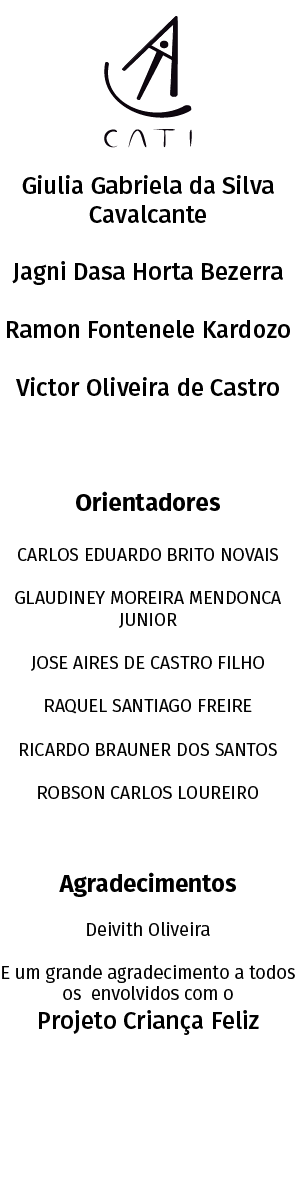 CATI
Giulia Gabriela da Silva
Cavalcante
Jagni Dasa Horta Bezerra
Ramon Fontenele Kardozo
Victor Oliveira de Castro
Orientadores
CARLOS EDUARDO BRITO NOVAIS
GLAUDINEY MOREIRA MENDONCA
JUNIOR
JOSE AIRES DE CASTRO FILHO
RAQUEL SANTIAGO FREIRE
RICARDO BRAUNER DOS SANTOS
ROBSON CARLOS LOUREIRO
Agradecimentos
Deivith Oliveira
E um grande agradecimento a todos
os envolvidos com o
Projeto Criança Feliz